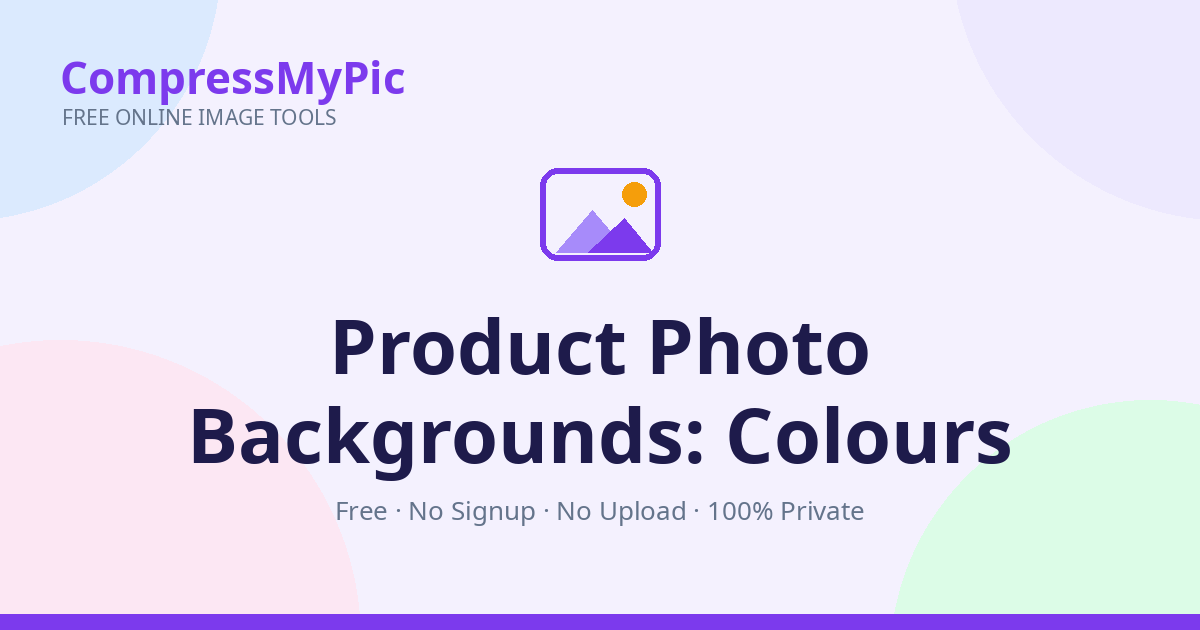 CompressMyPic
FREE ONLINE IMAGE TOOLS
Product Photo
Backgrounds: Colours
Free · No Signup · No Upload · 100% Private